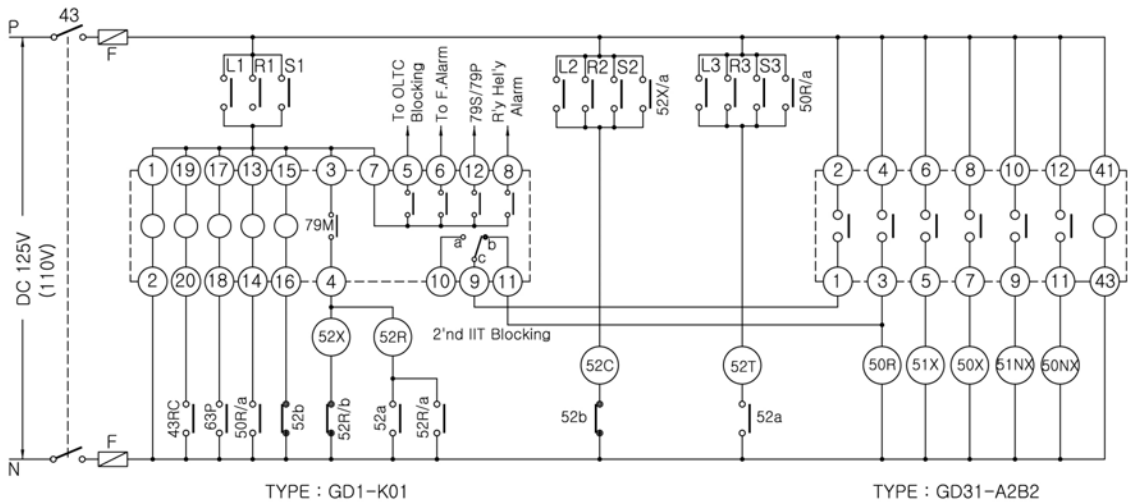 P
43
F
L1
R1
S1
To OLTC
Blocking
To F.Alarm
79S/79P
R'y Hel'y
Alarm
L2
R2
S2
52X/a
L3
R3
S3
50R/a
1
19
17
13
15
3
7
5
6
12
8
2
4
6
8
10
12
41
79M
a
b
c
DC 125V
(110V)
2
20
18
14
16
4
10
9
11
1
3
5
7
9
11
43
2'nd IIT Blocking
52X
52R
52C
52T
50R
51X
50X
51NX
50NX
43RC
63P
50R/a
52b
52R/b
52a
52R/a
52b
52a
F
N
TYPE : GD1-K01
TYPE : GD31-A2B2